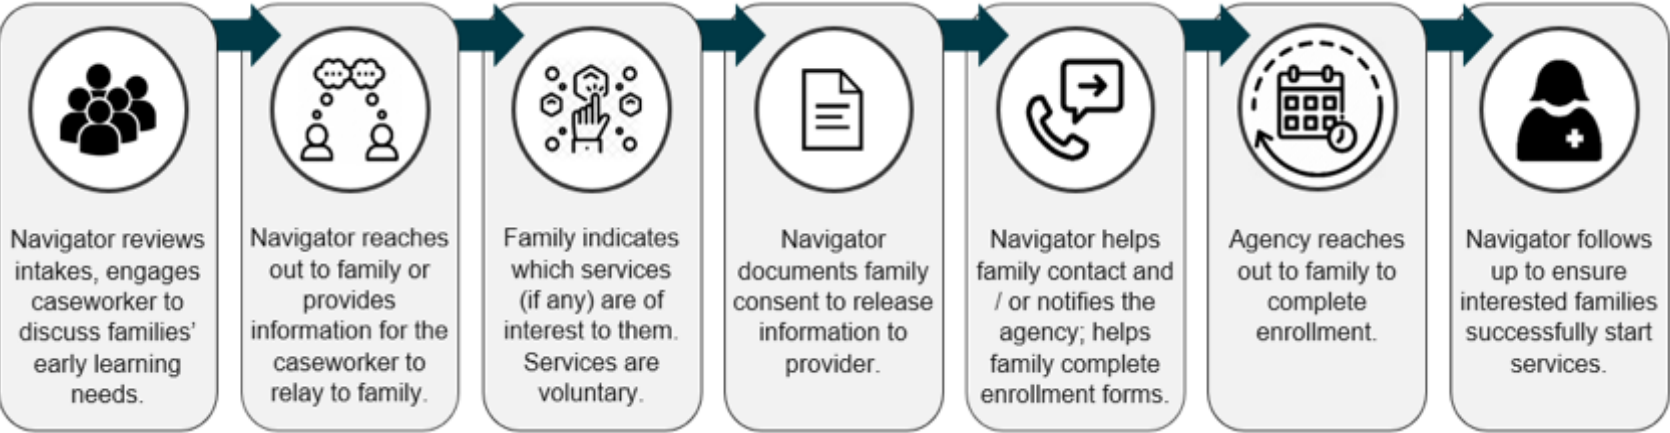 Navigator reviews
intakes, engages
caseworker to
discuss families’
early learning
needs.
Navigator reaches
out to family or
provides
information for the
caseworker to
relay to family.
Family indicates
which services
(if any) are of
interest to them.
Services are
voluntary.
Navigator
documents family
consent to release
information to
provider.
Navigator helps
family contact and
/ or notifies the
agency; helps
family complete
enrollment forms.
Agency reaches
out to family to
complete
enrollment.
Navigator follows
up to ensure
interested families
successfully start
services.